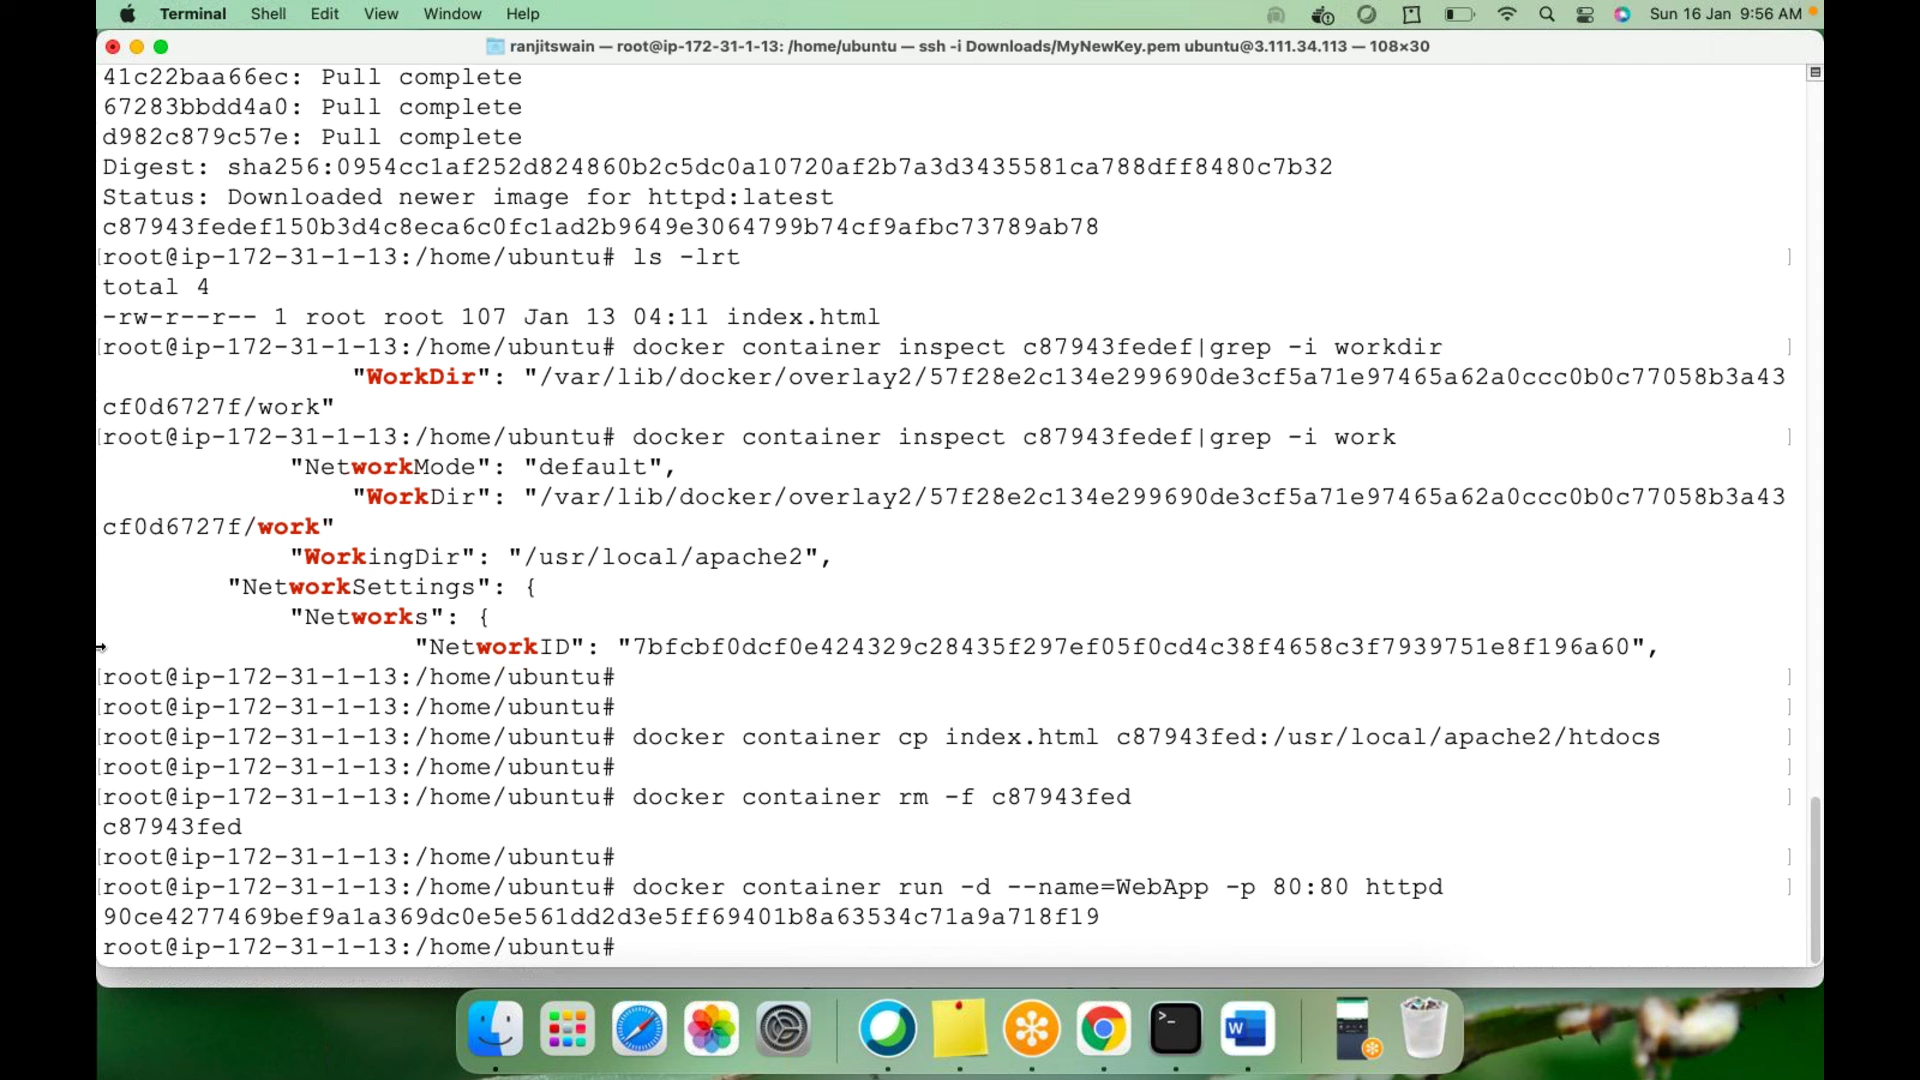 Terminal Shell Edit View Window Help Sun 16 Jan 9:56 AM
ranjitswain — root@ip-172-31-1-13: /home/ubuntu — ssh -i Downloads/MyNewKey.pem ubuntu@3.111.34.113 — 108×30
41c22baa66ec: Pull complete
67283bbdd4a0: Pull complete
d982c879c57e: Pull complete
Digest: sha256:0954cc1af252d824860b2c5dc0a10720af2b7a3d3435581ca788dff8480c7b32
Status: Downloaded newer image for httpd:latest
c87943fedef150b3d4c8eca6c0fc1ad2b9649e3064799b74cf9afbc73789ab78
[root@ip-172-31-1-13:/home/ubuntu# ls -lrt ]
total 4
-rw-r--r-- 1 root root 107 Jan 13 04:11 index.html
[root@ip-172-31-1-13:/home/ubuntu# docker container inspect c87943fedef|grep -i workdir ]
"WorkDir": "/var/lib/docker/overlay2/57f28e2c134e299690de3cf5a71e97465a62a0ccc0b0c77058b3a43
cf0d6727f/work"
[root@ip-172-31-1-13:/home/ubuntu# docker container inspect c87943fedef|grep -i work ]
"NetworkMode": "default",
"WorkDir": "/var/lib/docker/overlay2/57f28e2c134e299690de3cf5a71e97465a62a0ccc0b0c77058b3a43
cf0d6727f/work"
"WorkingDir": "/usr/local/apache2",
"NetworkSettings": {
"Networks": {
"NetworkID": "7bfcbf0dcf0e424329c28435f297ef05f0cd4c38f4658c3f7939751e8f196a60",
[root@ip-172-31-1-13:/home/ubuntu# ]
[root@ip-172-31-1-13:/home/ubuntu# ]
[root@ip-172-31-1-13:/home/ubuntu# docker container cp index.html c87943fed:/usr/local/apache2/htdocs ]
[root@ip-172-31-1-13:/home/ubuntu# ]
[root@ip-172-31-1-13:/home/ubuntu# docker container rm -f c87943fed ]
c87943fed
[root@ip-172-31-1-13:/home/ubuntu# ]
[root@ip-172-31-1-13:/home/ubuntu# docker container run -d --name=WebApp -p 80:80 httpd ]
90ce4277469bef9a1a369dc0e5e561dd2d3e5ff69401b8a63534c71a9a718f19
root@ip-172-31-1-13:/home/ubuntu#
>_
W